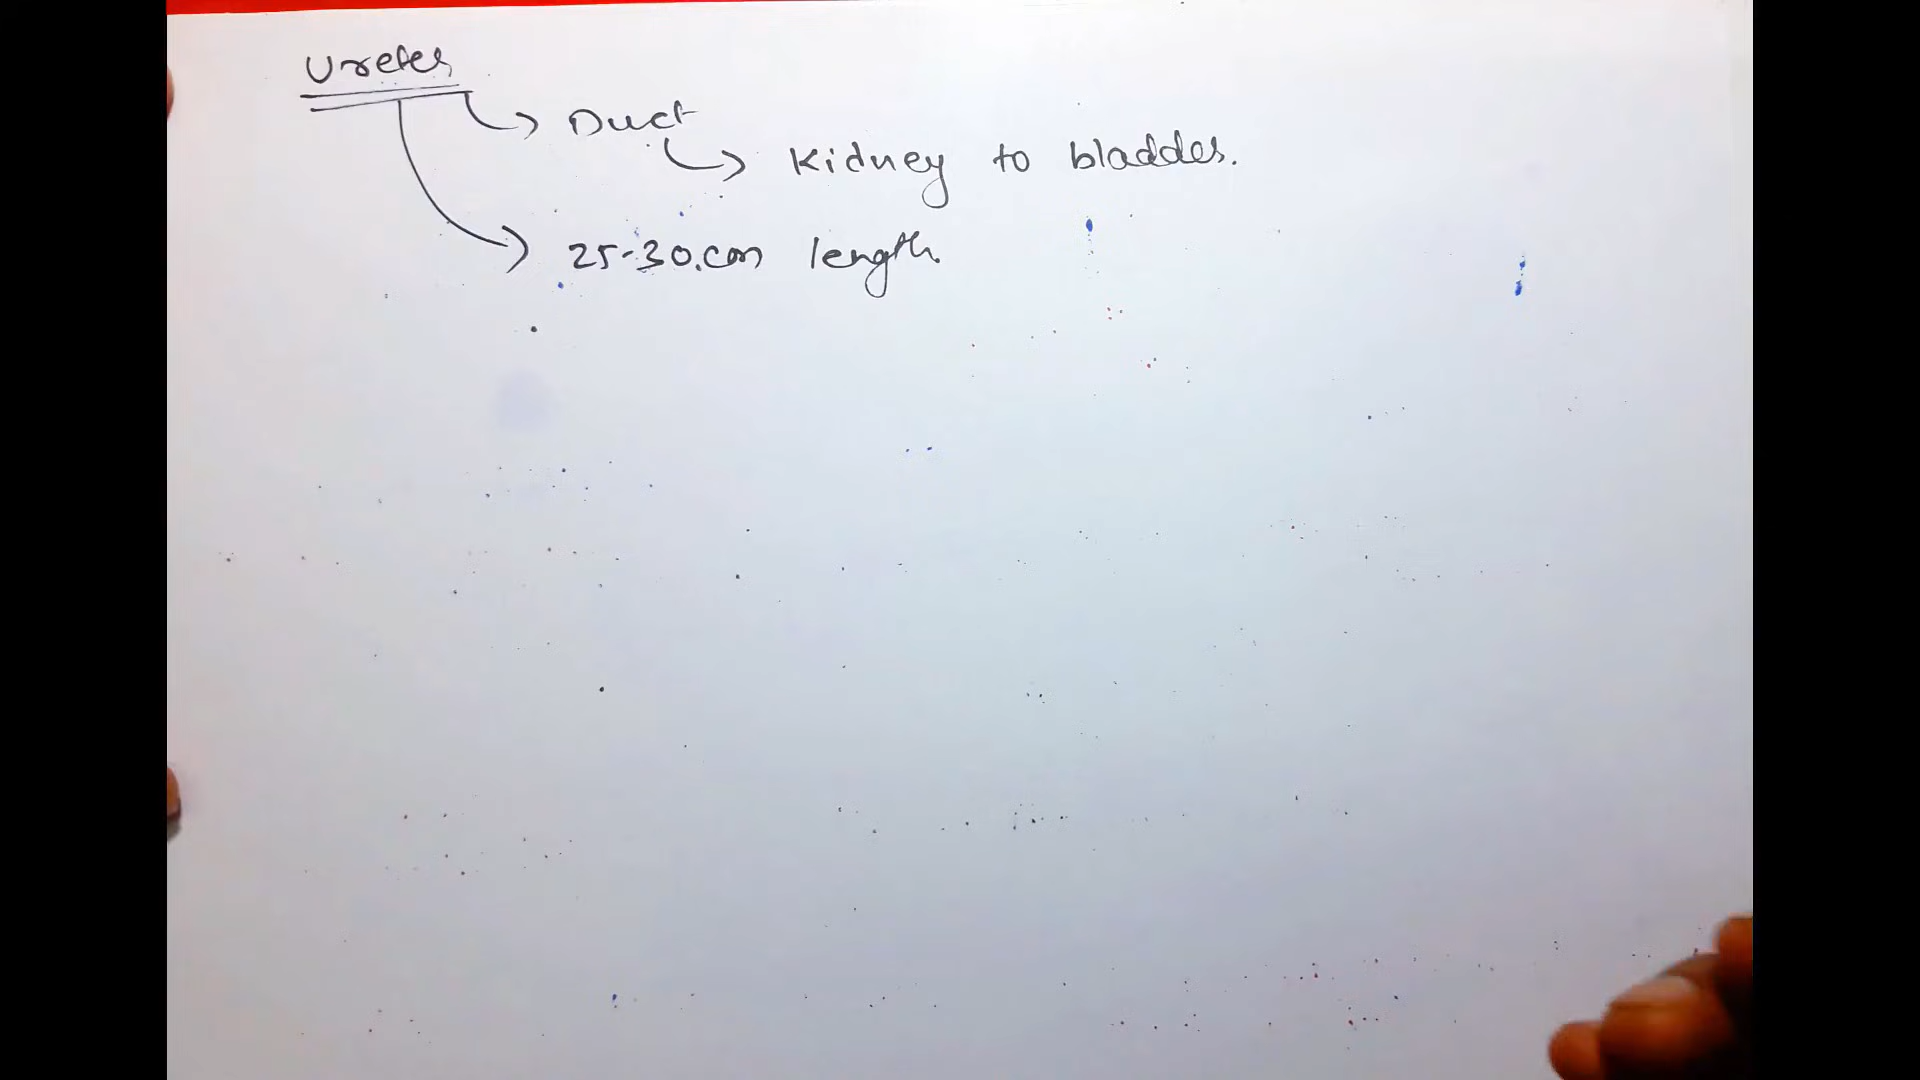 Ureter
Duct
Kidney to bladder.
25-30.cm length.